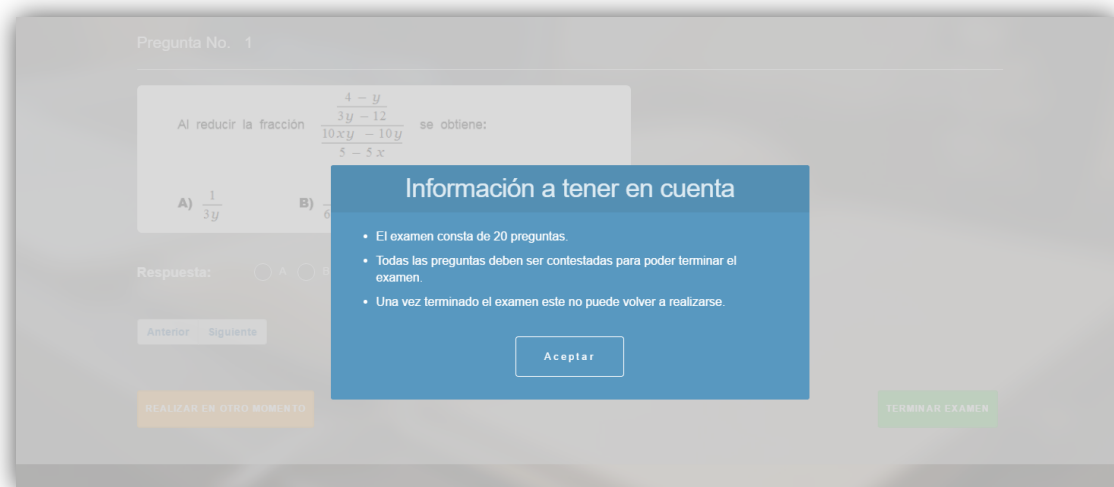 Pregunta No. 1
4 - y
3y - 12
Al reducir la fracción se obtiene:
10xy - 10y
5 - 5x
A) 1/3y B) 6
Información a tener en cuenta
• El examen consta de 20 preguntas.
• Todas las preguntas deben ser contestadas para poder terminar el
examen.
• Una vez terminado el examen este no puede volver a realizarse.
Aceptar
Respuesta: A B
Anterior Siguiente
REALIZAR EN OTRO MOMENTO
TERMINAR EXAMEN